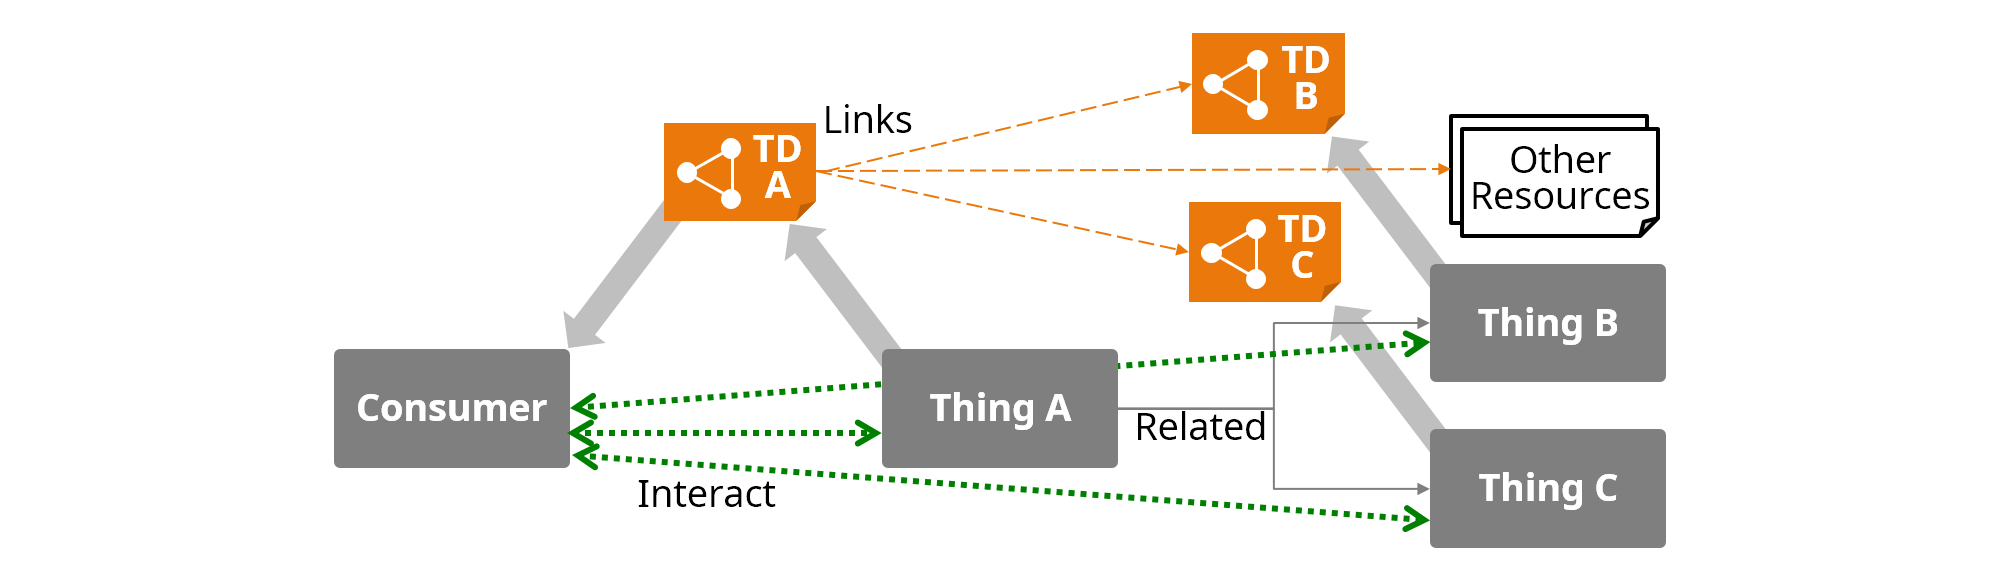 TD
B
Links
TD
A
Other
Resources
TD
C
Thing B
Consumer
Thing A
Related
Interact
Thing C